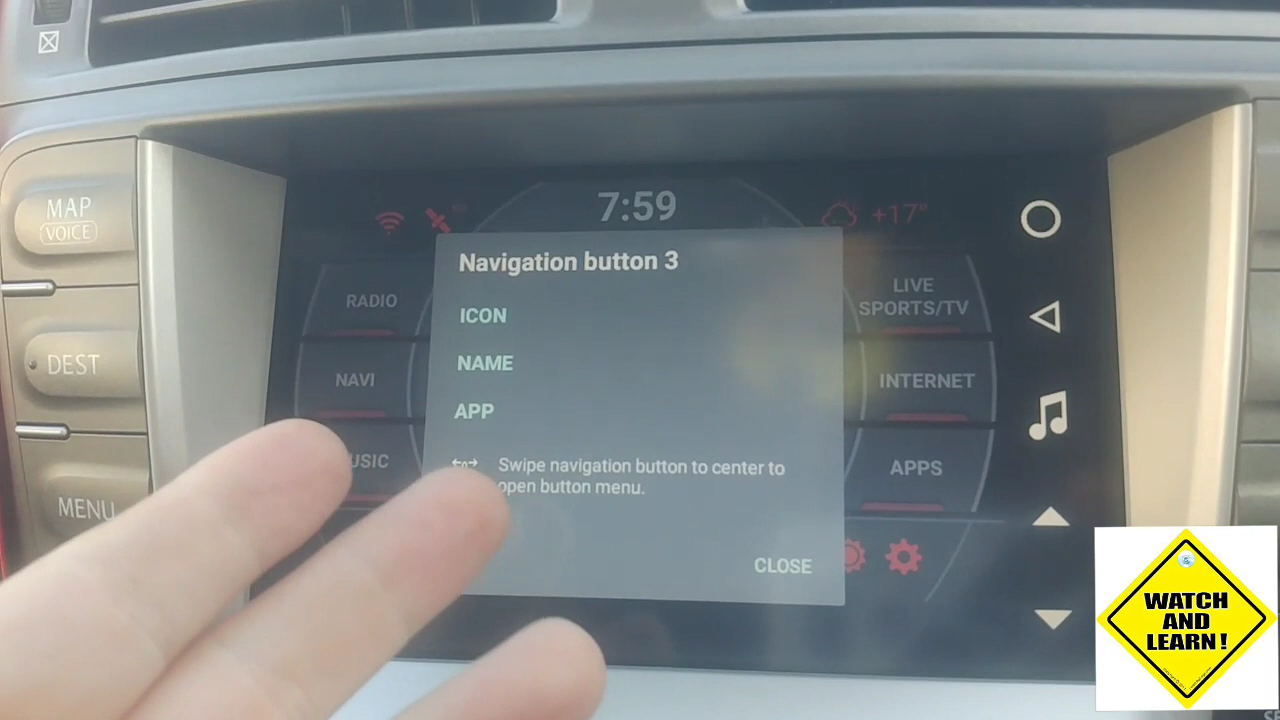 7:59
+17°
MAP
VOICE
DEST
MENU
RADIO
NAVI
USIC
Navigation button 3
ICON
NAME
APP
Swipe navigation button to center to
open button menu.
CLOSE
LIVE
SPORTS/TV
INTERNET
APPS
WATCH
AND
LEARN!